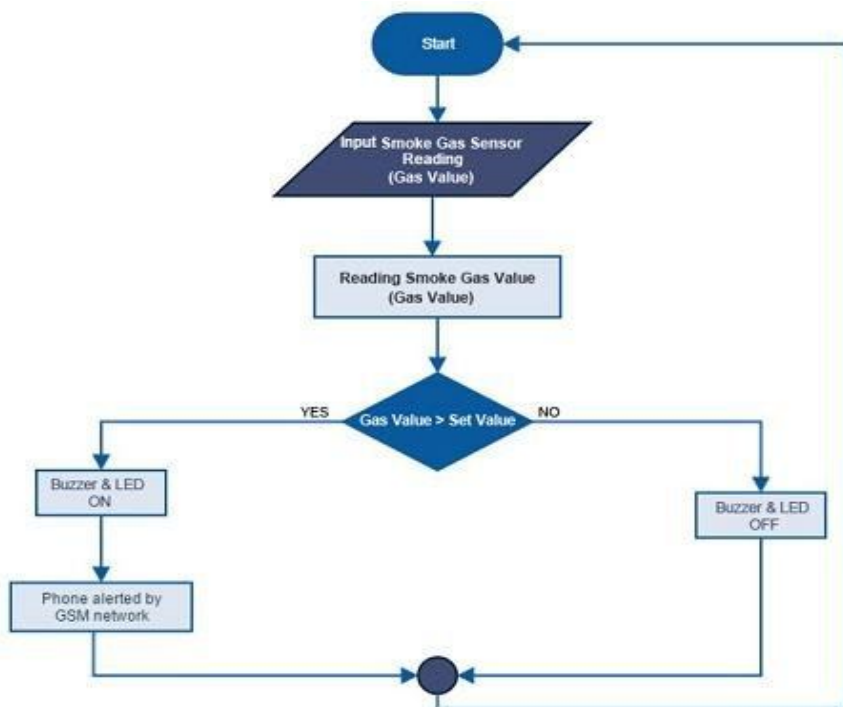 Start
Input Smoke Gas Sensor
Reading
(Gas Value)
Reading Smoke Gas Value
(Gas Value)
YES
Gas Value > Set Value
NO
Buzzer & LED
ON
Buzzer & LED
OFF
Phone alerted by
GSM network